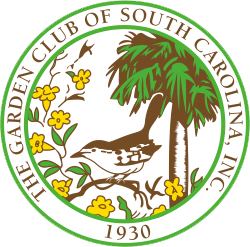 THE GARDEN CLUB OF SOUTH CAROLINA, INC
1930